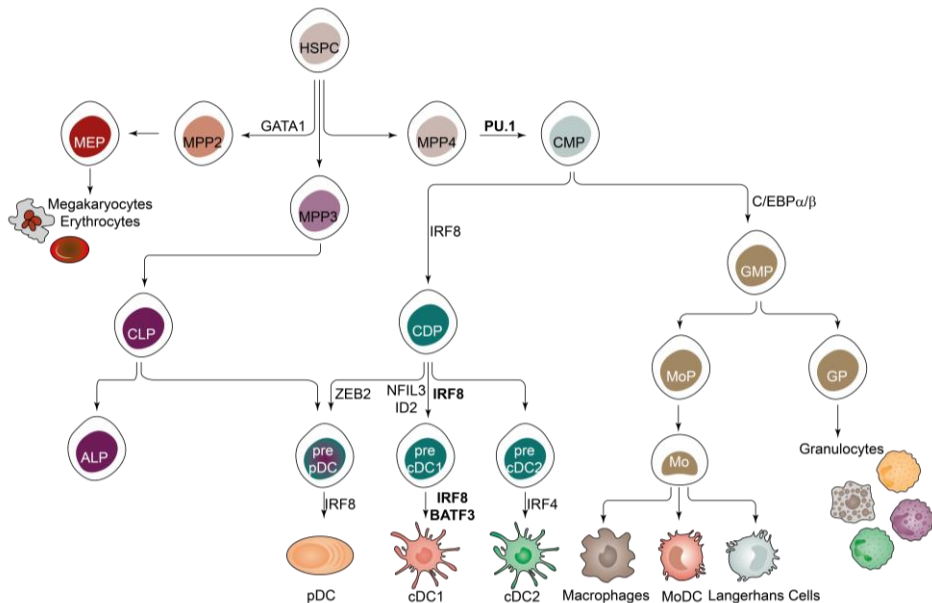 HSPC
GATA1
PU.1
MEP
MPP2
MPP4
CMP
Megakaryocytes
Erythrocytes
MPP3
C/EBPα/β
IRF8
GMP
CLP
CDP
MoP
GP
ZEB2
NFIL3
ID2
IRF8
ALP
pre
pDC
pre
cDC1
pre
cDC2
Mo
Granulocytes
IRF8
IRF8
BATF3
IRF4
pDC
cDC1
cDC2
Macrophages
MoDC
Langerhans Cells